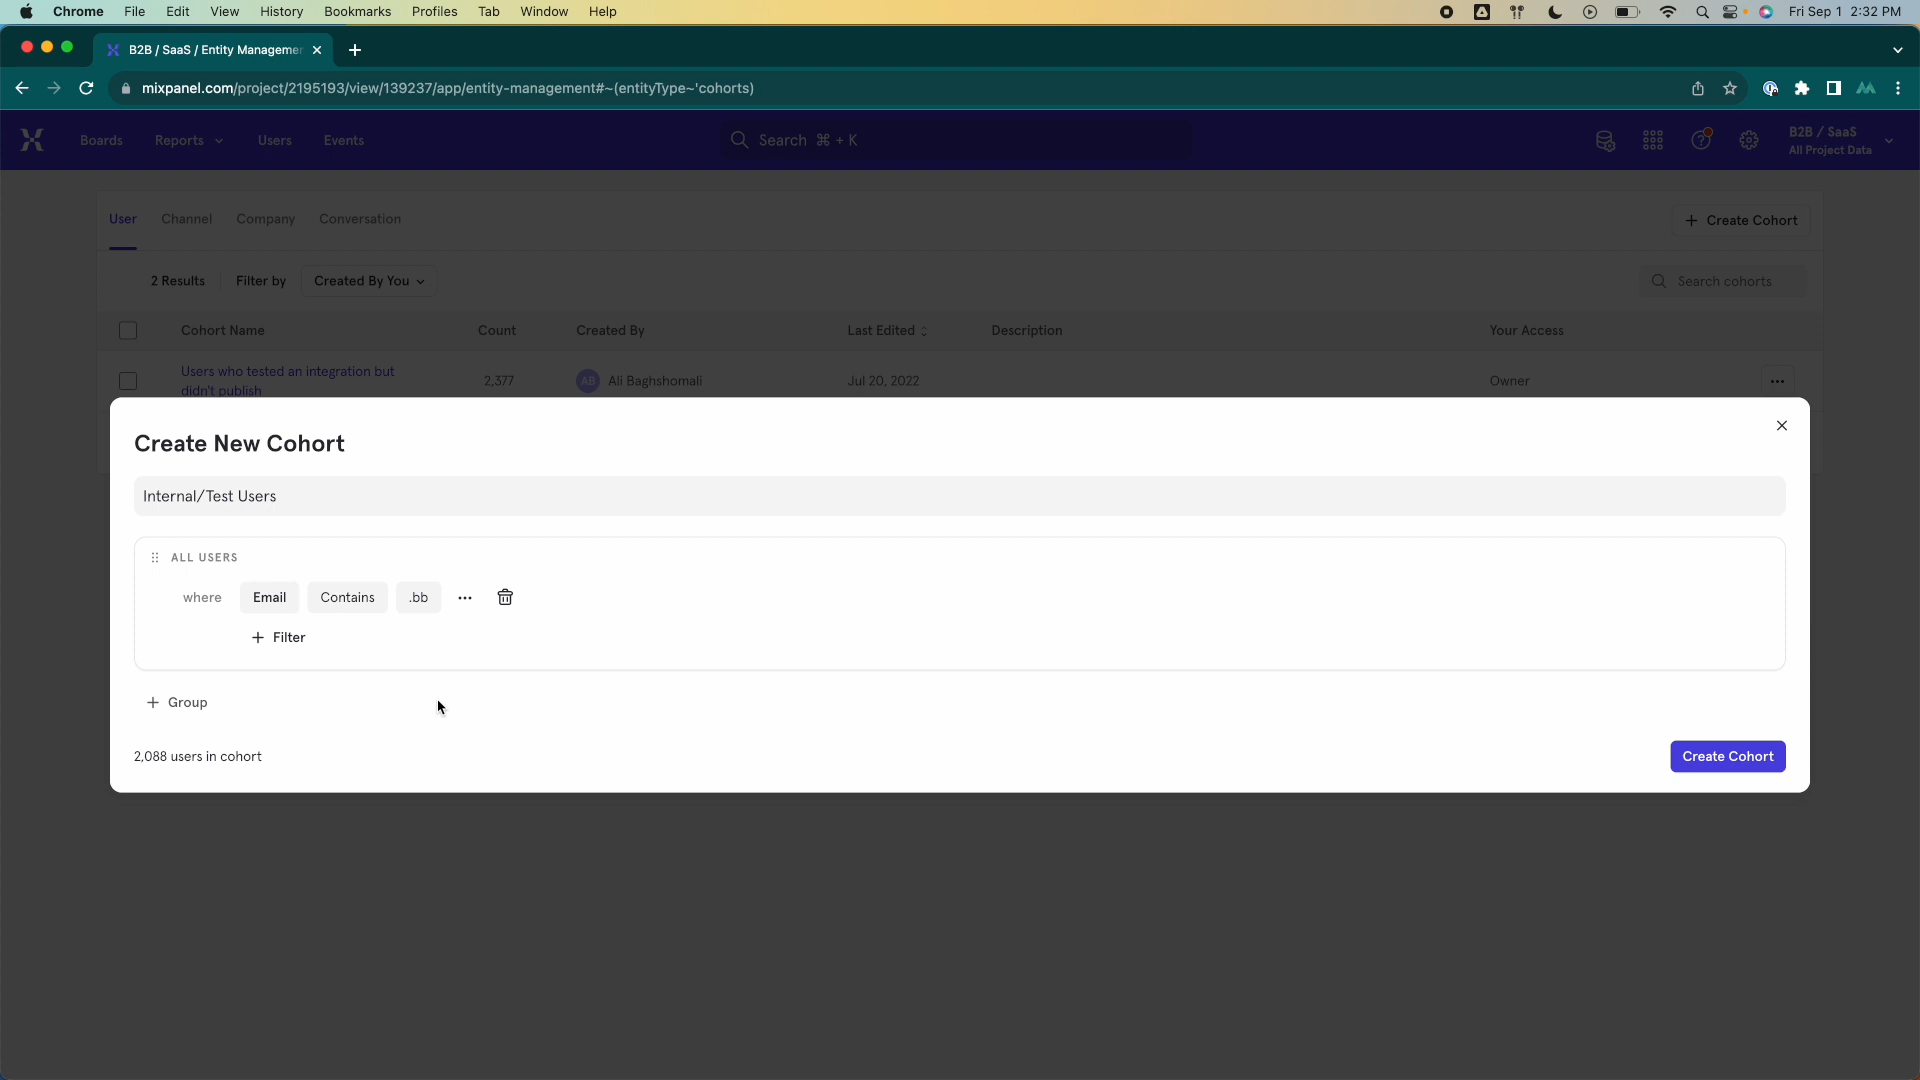 Chrome File Edit View History Bookmarks Profiles Tab Window Help Fri Sep 1 2:32 PM
B2B / SaaS / Entity Manageme
mixpanel.com/project/2195193/view/139237/app/entity-management#~(entityType~'cohorts)
Boards Reports Users Events Search ⌘ + K B2B / SaaS
All Project Data
User Channel Company Conversation + Create Cohort
2 Results Filter by Created By You Search cohorts
Cohort Name Count Created By Last Edited Description Your Access
Users who tested an integration but
didn't publish 2,377 AB Ali Baghshomali Jul 20, 2022 Owner
Create New Cohort
Internal/Test Users
ALL USERS
where Email Contains .bb
+ Filter
+ Group
2,088 users in cohort Create Cohort